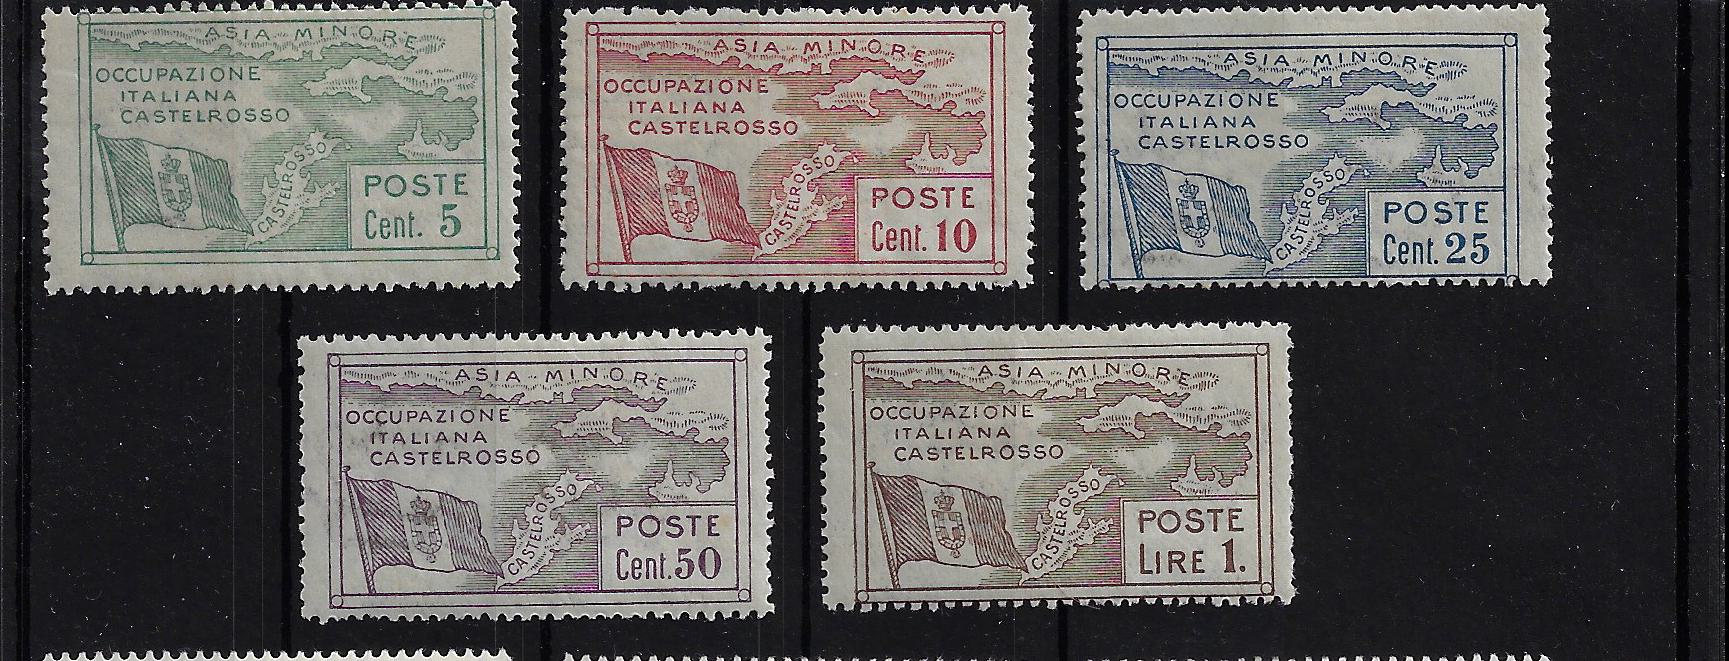 ASIA MINORE
OCCUPAZIONE
ITALIANA
CASTELROSSO
CASTELROSSO
POSTE
Cent. 5
ASIA MINORE
OCCUPAZIONE
ITALIANA
CASTELROSSO
CASTELROSSO
POSTE
Cent. 10
ASIA MINORE
OCCUPAZIONE
ITALIANA
CASTELROSSO
CASTELROSSO
POSTE
Cent. 25
ASIA MINORE
OCCUPAZIONE
ITALIANA
CASTELROSSO
CASTELROSSO
POSTE
Cent. 50
ASIA MINORE
OCCUPAZIONE
ITALIANA
CASTELROSSO
CASTELROSSO
POSTE
LIRE 1.